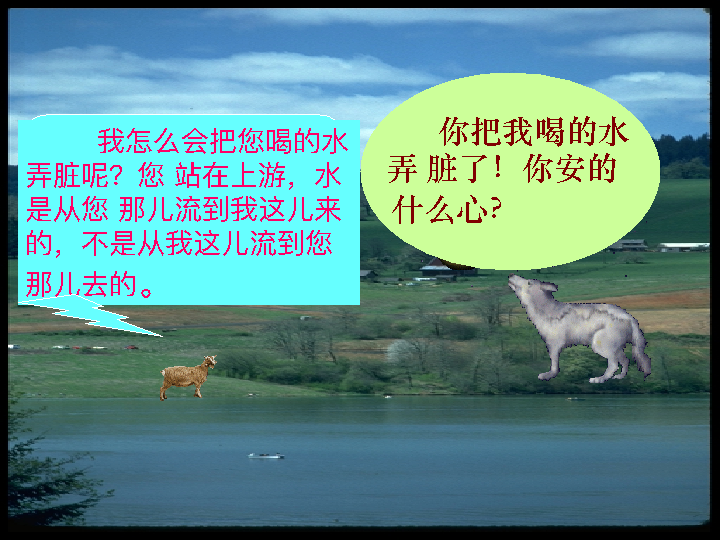 我怎么会把您喝的水
弄脏呢？您 站在上游，水
是从您 那儿流到我这儿来
的，不是从我这儿流到您
那儿去的。
你把我喝的水
弄 脏了！你安的
什么心？